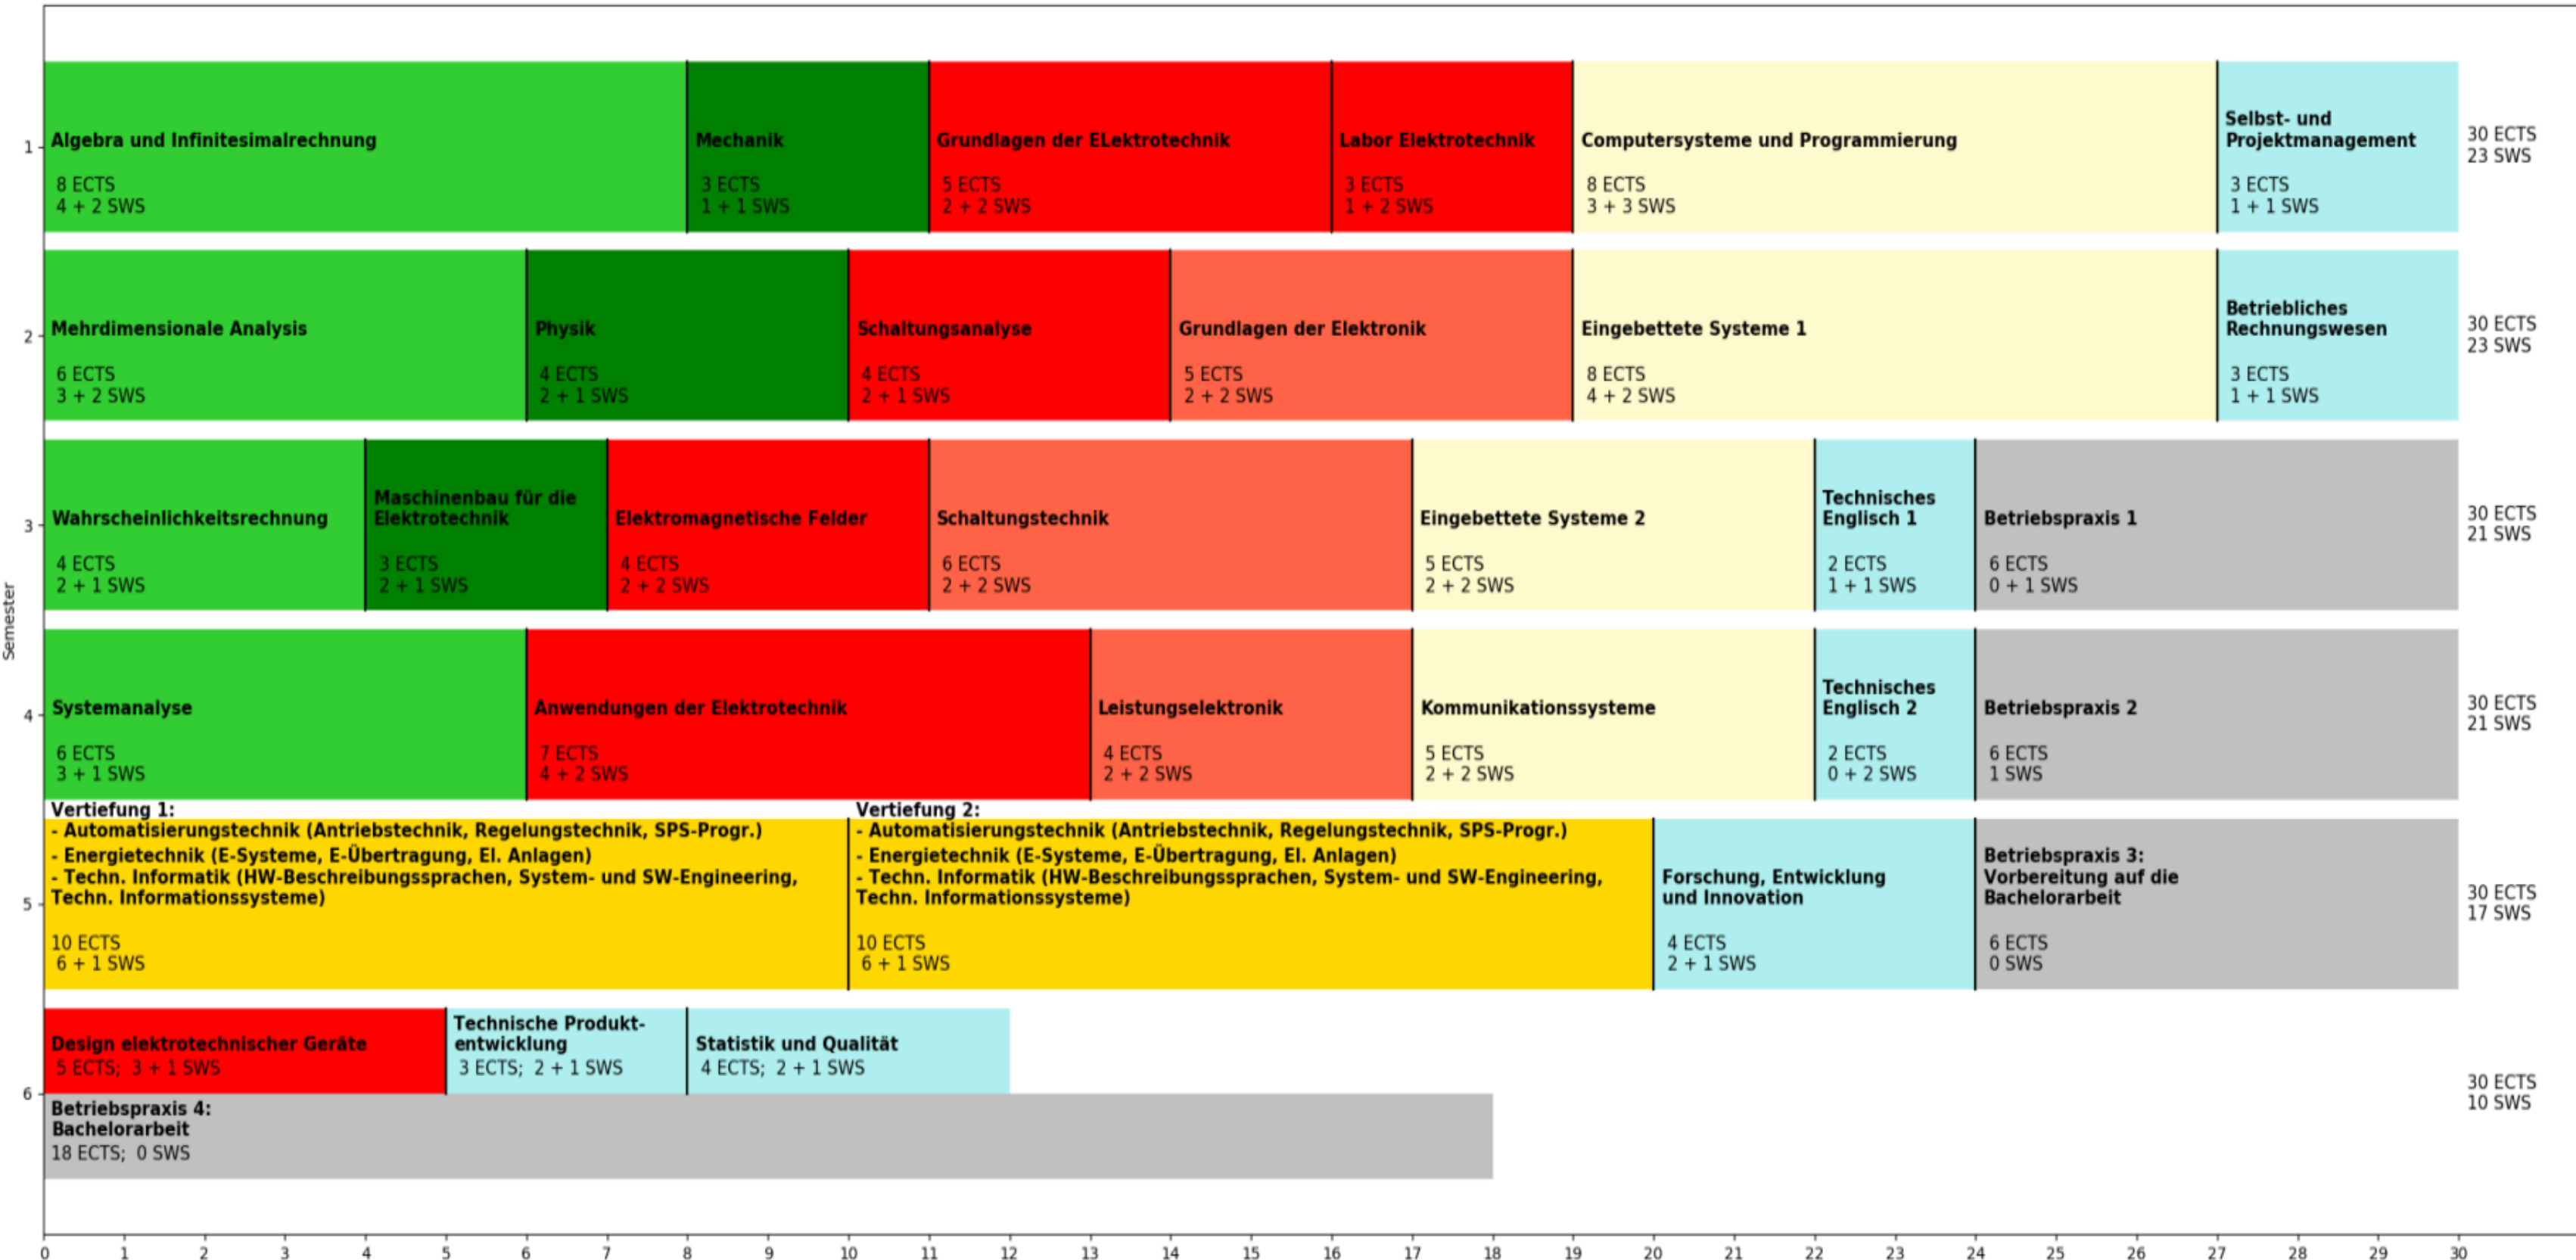 Semester
1
Algebra und Infinitesimalrechnung
8 ECTS
4 + 2 SWS
Mechanik
3 ECTS
1 + 1 SWS
Grundlagen der ELektrotechnik
5 ECTS
2 + 2 SWS
Labor Elektrotechnik
3 ECTS
1 + 2 SWS
Computersysteme und Programmierung
8 ECTS
3 + 3 SWS
Selbst- und
Projektmanagement
3 ECTS
1 + 1 SWS
30 ECTS
23 SWS
2
Mehrdimensionale Analysis
6 ECTS
3 + 2 SWS
Physik
4 ECTS
2 + 1 SWS
Schaltungsanalyse
4 ECTS
2 + 1 SWS
Grundlagen der Elektronik
5 ECTS
2 + 2 SWS
Eingebettete Systeme 1
8 ECTS
4 + 2 SWS
Betriebliches
Rechnungswesen
3 ECTS
1 + 1 SWS
30 ECTS
23 SWS
3
Wahrscheinlichkeitsrechnung
4 ECTS
2 + 1 SWS
Maschinenbau für die
Elektrotechnik
3 ECTS
2 + 1 SWS
Elektromagnetische Felder
4 ECTS
2 + 2 SWS
Schaltungstechnik
6 ECTS
2 + 2 SWS
Eingebettete Systeme 2
5 ECTS
2 + 2 SWS
Technisches
Englisch 1
2 ECTS
1 + 1 SWS
Betriebspraxis 1
6 ECTS
0 + 1 SWS
30 ECTS
21 SWS
4
Systemanalyse
6 ECTS
3 + 1 SWS
Anwendungen der Elektrotechnik
7 ECTS
4 + 2 SWS
Leistungselektronik
4 ECTS
2 + 2 SWS
Kommunikationssysteme
5 ECTS
2 + 2 SWS
Technisches
Englisch 2
2 ECTS
0 + 2 SWS
Betriebspraxis 2
6 ECTS
1 SWS
30 ECTS
21 SWS
5
Vertiefung 1:
- Automatisierungstechnik (Antriebstechnik, Regelungstechnik, SPS-Progr.)
- Energietechnik (E-Systeme, E-Übertragung, El. Anlagen)
- Techn. Informatik (HW-Beschreibungssprachen, System- und SW-Engineering,
Techn. Informationssysteme)
10 ECTS
6 + 1 SWS
Vertiefung 2:
- Automatisierungstechnik (Antriebstechnik, Regelungstechnik, SPS-Progr.)
- Energietechnik (E-Systeme, E-Übertragung, El. Anlagen)
- Techn. Informatik (HW-Beschreibungssprachen, System- und SW-Engineering,
Techn. Informationssysteme)
10 ECTS
6 + 1 SWS
Forschung, Entwicklung
und Innovation
4 ECTS
2 + 1 SWS
Betriebspraxis 3:
Vorbereitung auf die
Bachelorarbeit
6 ECTS
0 SWS
30 ECTS
17 SWS
6
Design elektrotechnischer Geräte
5 ECTS; 3 + 1 SWS
Technische Produkt-
entwicklung
3 ECTS; 2 + 1 SWS
Statistik und Qualität
4 ECTS; 2 + 1 SWS
Betriebspraxis 4:
Bachelorarbeit
18 ECTS; 0 SWS
30 ECTS
10 SWS
0 1 2 3 4 5 6 7 8 9 10 11 12 13 14 15 16 17 18 19 20 21 22 23 24 25 26 27 28 29 30